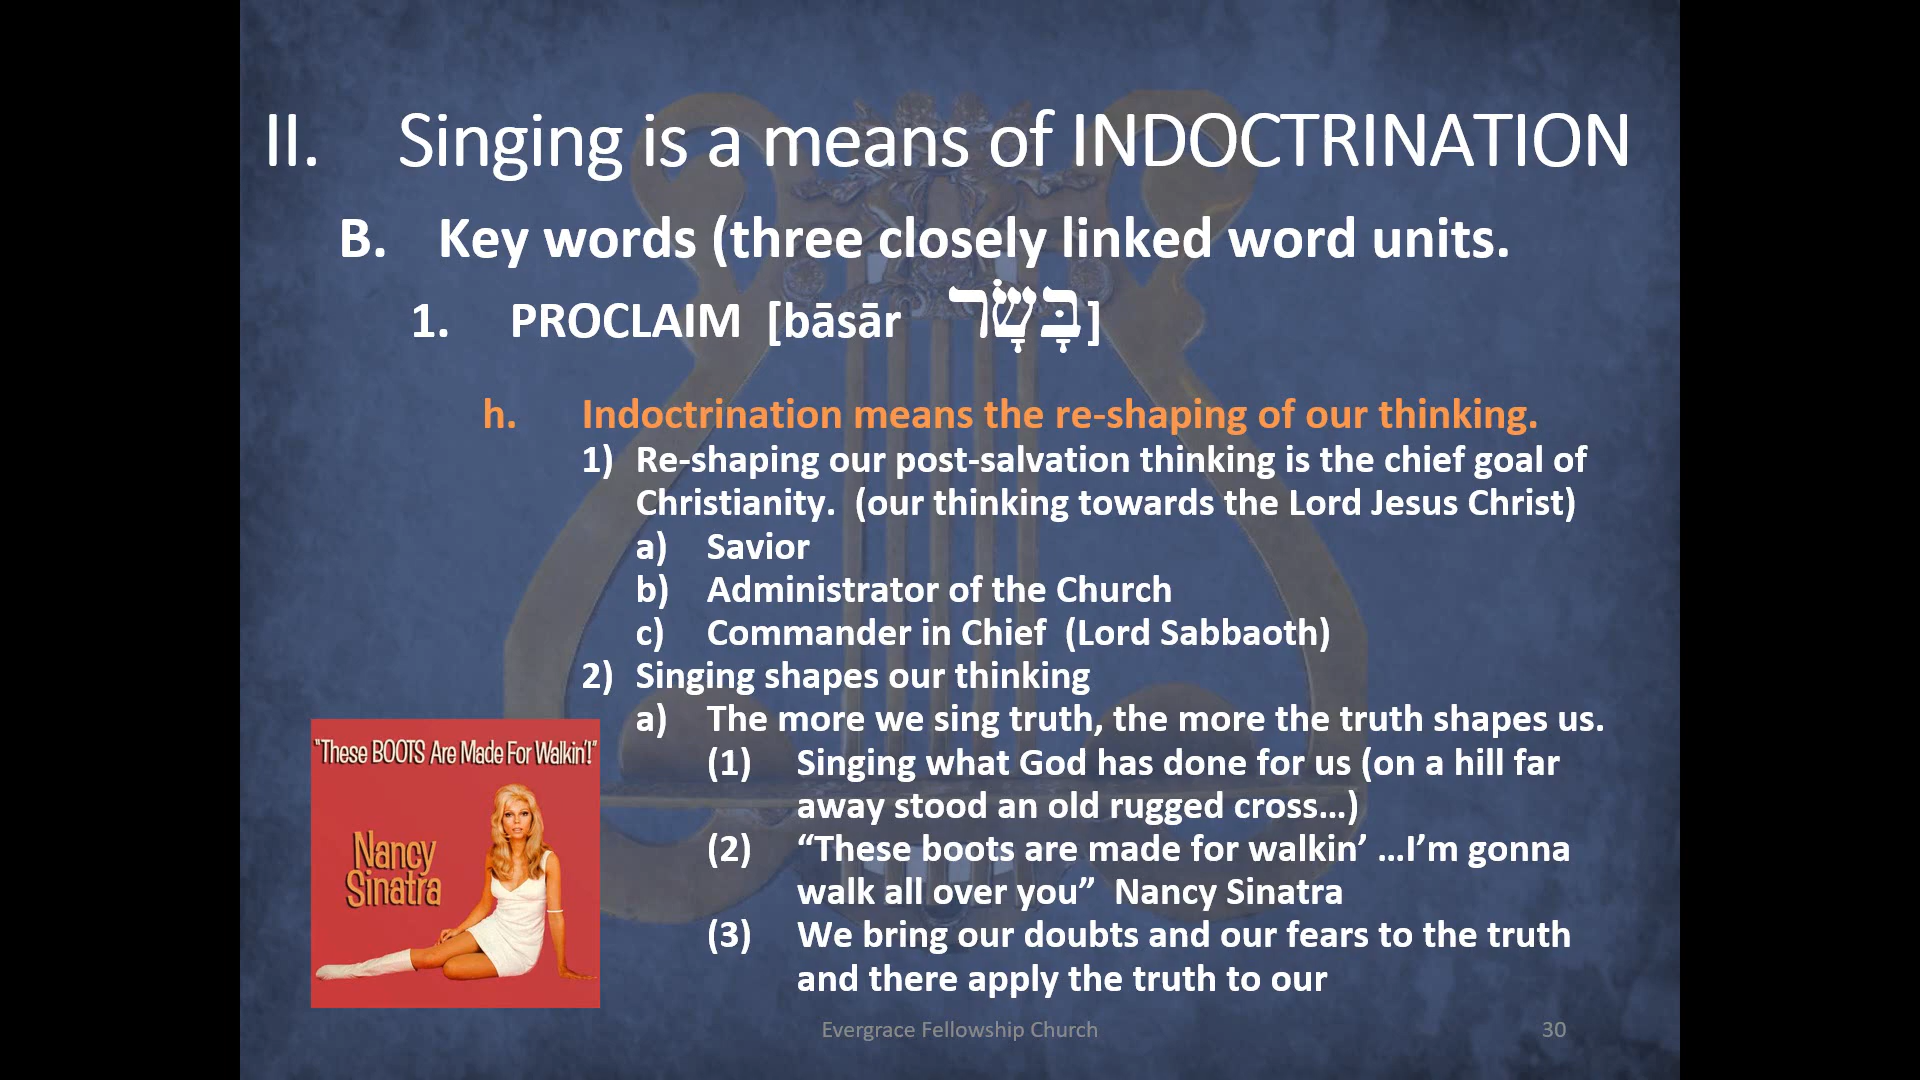 II. Singing is a means of INDOCTRINATION
B. Key words (three closely linked word units.
1. PROCLAIM [bāsār בָּשָׂר]
h. Indoctrination means the re-shaping of our thinking.
1) Re-shaping our post-salvation thinking is the chief goal of
Christianity. (our thinking towards the Lord Jesus Christ)
a) Savior
b) Administrator of the Church
c) Commander in Chief (Lord Sabbaoth)
2) Singing shapes our thinking
a) The more we sing truth, the more the truth shapes us.
(1) Singing what God has done for us (on a hill far
away stood an old rugged cross…)
(2) “These boots are made for walkin’ …I’m gonna
walk all over you” Nancy Sinatra
(3) We bring our doubts and our fears to the truth
and there apply the truth to our
"These BOOTS Are Made For Walkin'!"
Nancy
Sinatra
Evergrace Fellowship Church
30